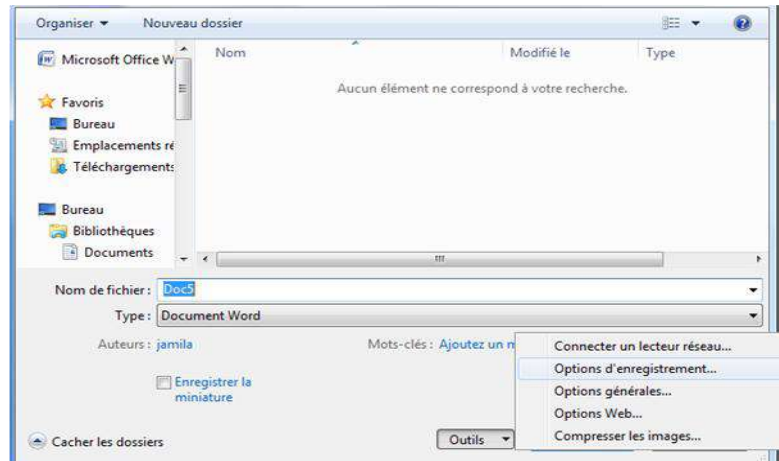 Organiser Nouveau dossier
Microsoft Office W
Nom Modifié le Type
Aucun élément ne correspond à votre recherche.
Favoris
Bureau
Emplacements ré
Téléchargements
Bureau
Bibliothèques
Documents
Nom de fichier : Doc5
Type : Document Word
Auteurs : jamila Mots-clés : Ajoutez un m
Enregistrer la
miniature
Connecter un lecteur réseau...
Options d'enregistrement...
Options générales...
Options Web...
Compresser les images...
Cacher les dossiers
Outils